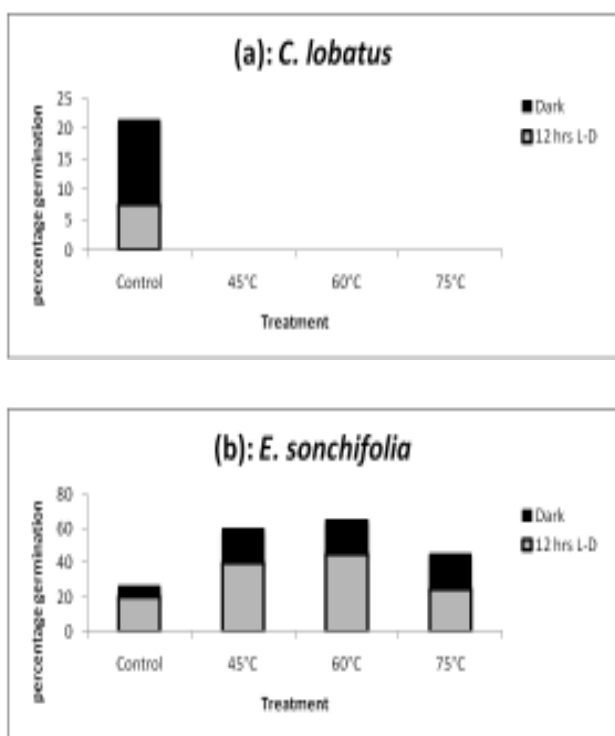 (a): C. lobatus
percentage germination
25
20
15
10
5
0
Control 45°C 60°C 75°C
Treatment
Dark
12 hrs L-D
(b): E. sonchifolia
percentage germination
80
60
40
20
0
Control 45°C 60°C 75°C
Treatment
Dark
12 hrs L-D